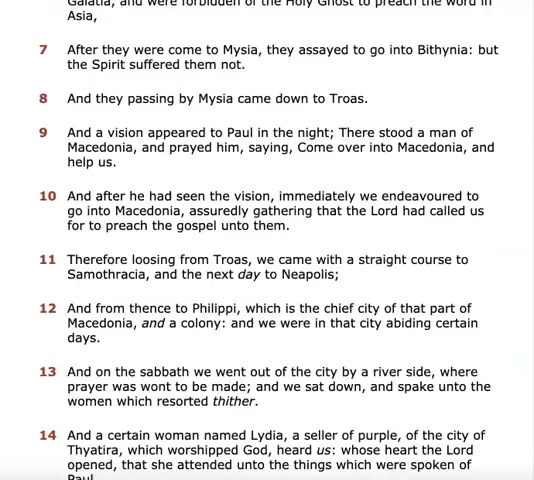 Galatia, and were forbidden of the Holy Ghost to preach the word in
Asia,
7 After they were come to Mysia, they assayed to go into Bithynia: but
the Spirit suffered them not.
8 And they passing by Mysia came down to Troas.
9 And a vision appeared to Paul in the night; There stood a man of
Macedonia, and prayed him, saying, Come over into Macedonia, and
help us.
10 And after he had seen the vision, immediately we endeavoured to
go into Macedonia, assuredly gathering that the Lord had called us
for to preach the gospel unto them.
11 Therefore loosing from Troas, we came with a straight course to
Samothracia, and the next day to Neapolis;
12 And from thence to Philippi, which is the chief city of that part of
Macedonia, and a colony: and we were in that city abiding certain
days.
13 And on the sabbath we went out of the city by a river side, where
prayer was wont to be made; and we sat down, and spake unto the
women which resorted thither.
14 And a certain woman named Lydia, a seller of purple, of the city of
Thyatira, which worshipped God, heard us: whose heart the Lord
opened, that she attended unto the things which were spoken of
Paul